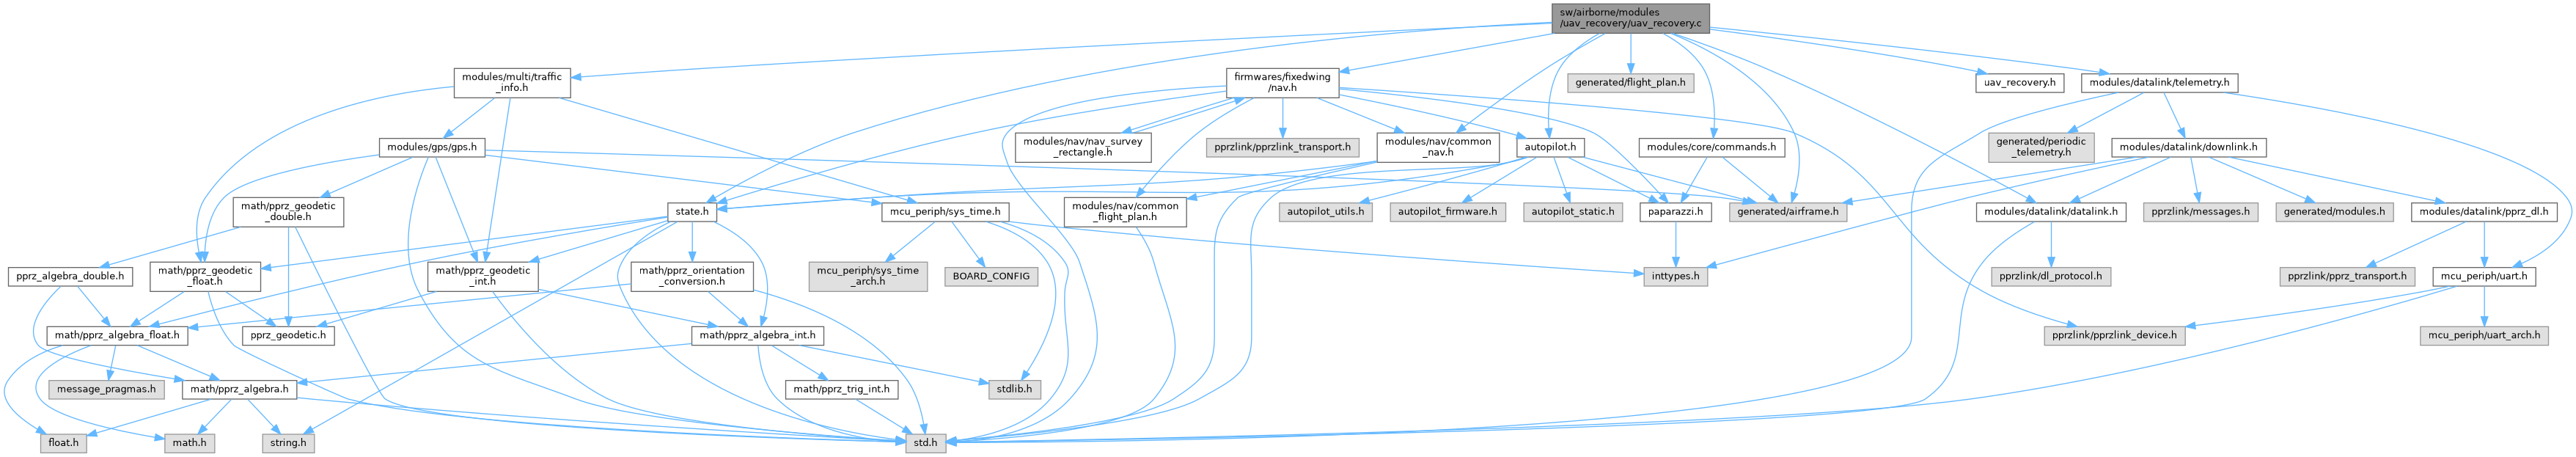 sw/airborne/modules
/uav_recovery/uav_recovery.c
modules/multi/traffic
_info.h
firmwares/fixedwing
/nav.h
generated/flight_plan.h
uav_recovery.h
modules/datalink/telemetry.h
modules/gps/gps.h
modules/nav/nav_survey
_rectangle.h
pprzlink/pprzlink_transport.h
modules/nav/common
_nav.h
autopilot.h
modules/core/commands.h
generated/periodic
_telemetry.h
modules/datalink/downlink.h
math/pprz_geodetic
_double.h
state.h
mcu_periph/sys_time.h
modules/nav/common
_flight_plan.h
autopilot_utils.h
autopilot_firmware.h
autopilot_static.h
paparazzi.h
generated/airframe.h
modules/datalink/datalink.h
pprzlink/messages.h
generated/modules.h
modules/datalink/pprz_dl.h
pprz_algebra_double.h
math/pprz_geodetic
_float.h
math/pprz_geodetic
_int.h
math/pprz_orientation
_conversion.h
mcu_periph/sys_time
_arch.h
BOARD_CONFIG
inttypes.h
pprzlink/dl_protocol.h
pprzlink/pprz_transport.h
mcu_periph/uart.h
math/pprz_algebra_float.h
pprz_geodetic.h
math/pprz_algebra_int.h
pprzlink/pprzlink_device.h
mcu_periph/uart_arch.h
message_pragmas.h
math/pprz_algebra.h
math/pprz_trig_int.h
stdlib.h
float.h
math.h
string.h
std.h